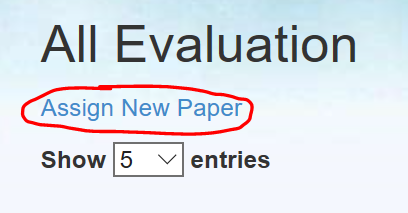 All Evaluation
Assign New Paper
Show 5 entries